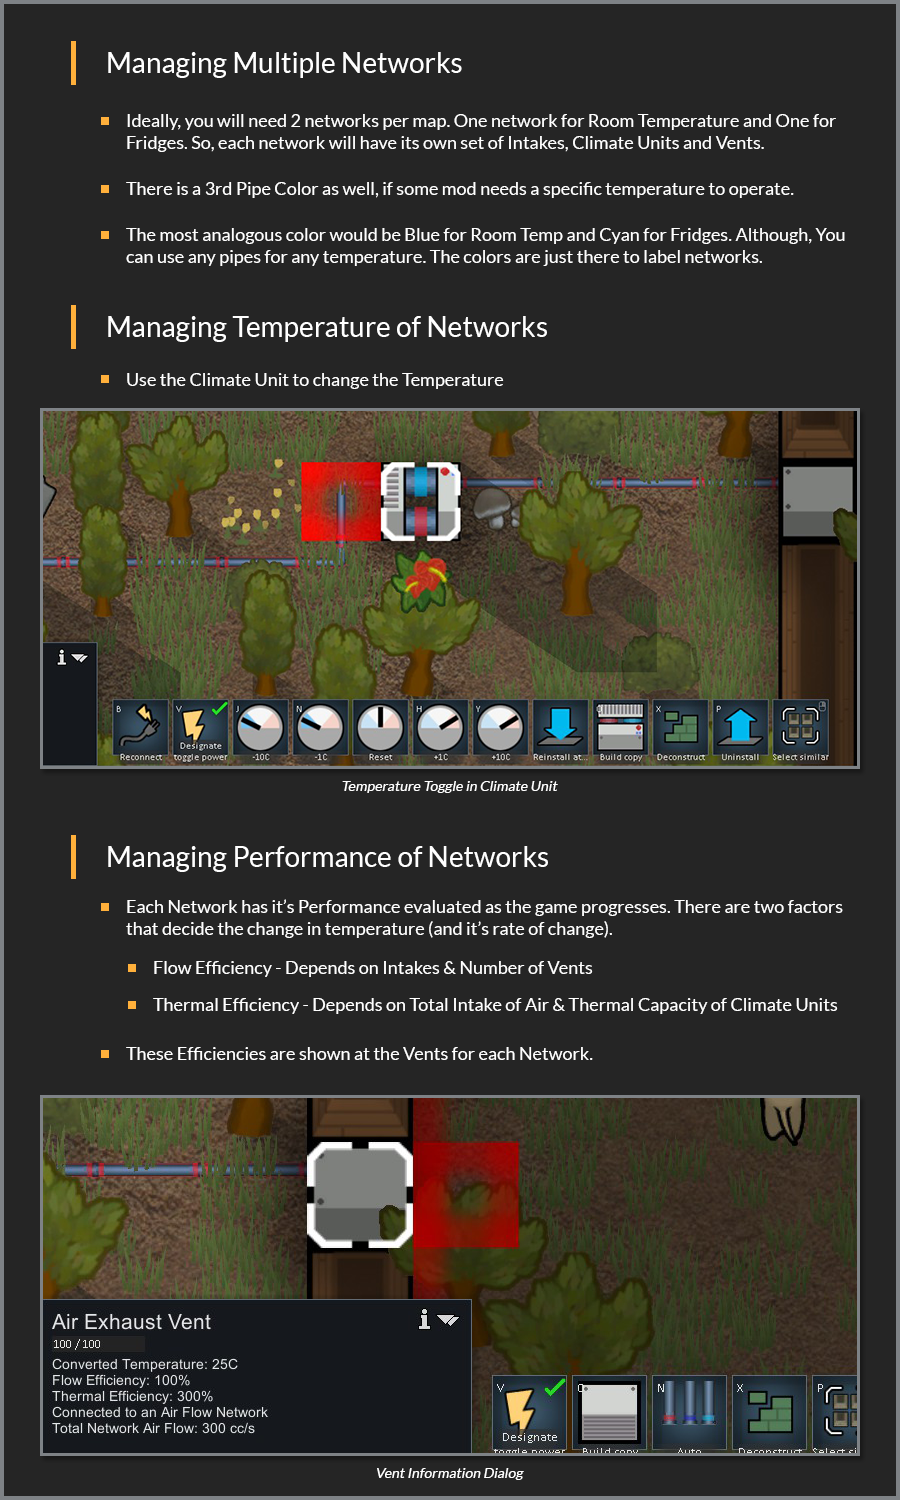 Managing Multiple Networks
Ideally, you will need 2 networks per map. One network for Room Temperature and One for
Fridges. So, each network will have its own set of Intakes, Climate Units and Vents.
There is a 3rd Pipe Color as well, if some mod needs a specific temperature to operate.
The most analogous color would be Blue for Room Temp and Cyan for Fridges. Although, You
can use any pipes for any temperature. The colors are just there to label networks.
Managing Temperature of Networks
Use the Climate Unit to change the Temperature
B V J N H Y X P
Reconnect Designate toggle power -10C -1C Reset +1C +10C Reinstall at... Build copy Deconstruct Uninstall Select similar
Temperature Toggle in Climate Unit
Managing Performance of Networks
Each Network has it's Performance evaluated as the game progresses. There are two factors
that decide the change in temperature (and it's rate of change).
Flow Efficiency - Depends on Intakes & Number of Vents
Thermal Efficiency - Depends on Total Intake of Air & Thermal Capacity of Climate Units
These Efficiencies are shown at the Vents for each Network.
Air Exhaust Vent
100 / 100
Converted Temperature: 25C
Flow Efficiency: 100%
Thermal Efficiency: 300%
Connected to an Air Flow Network
Total Network Air Flow: 300 cc/s
V N X P
Designate
toggle power Build copy Auto Deconstruct Select si
Vent Information Dialog